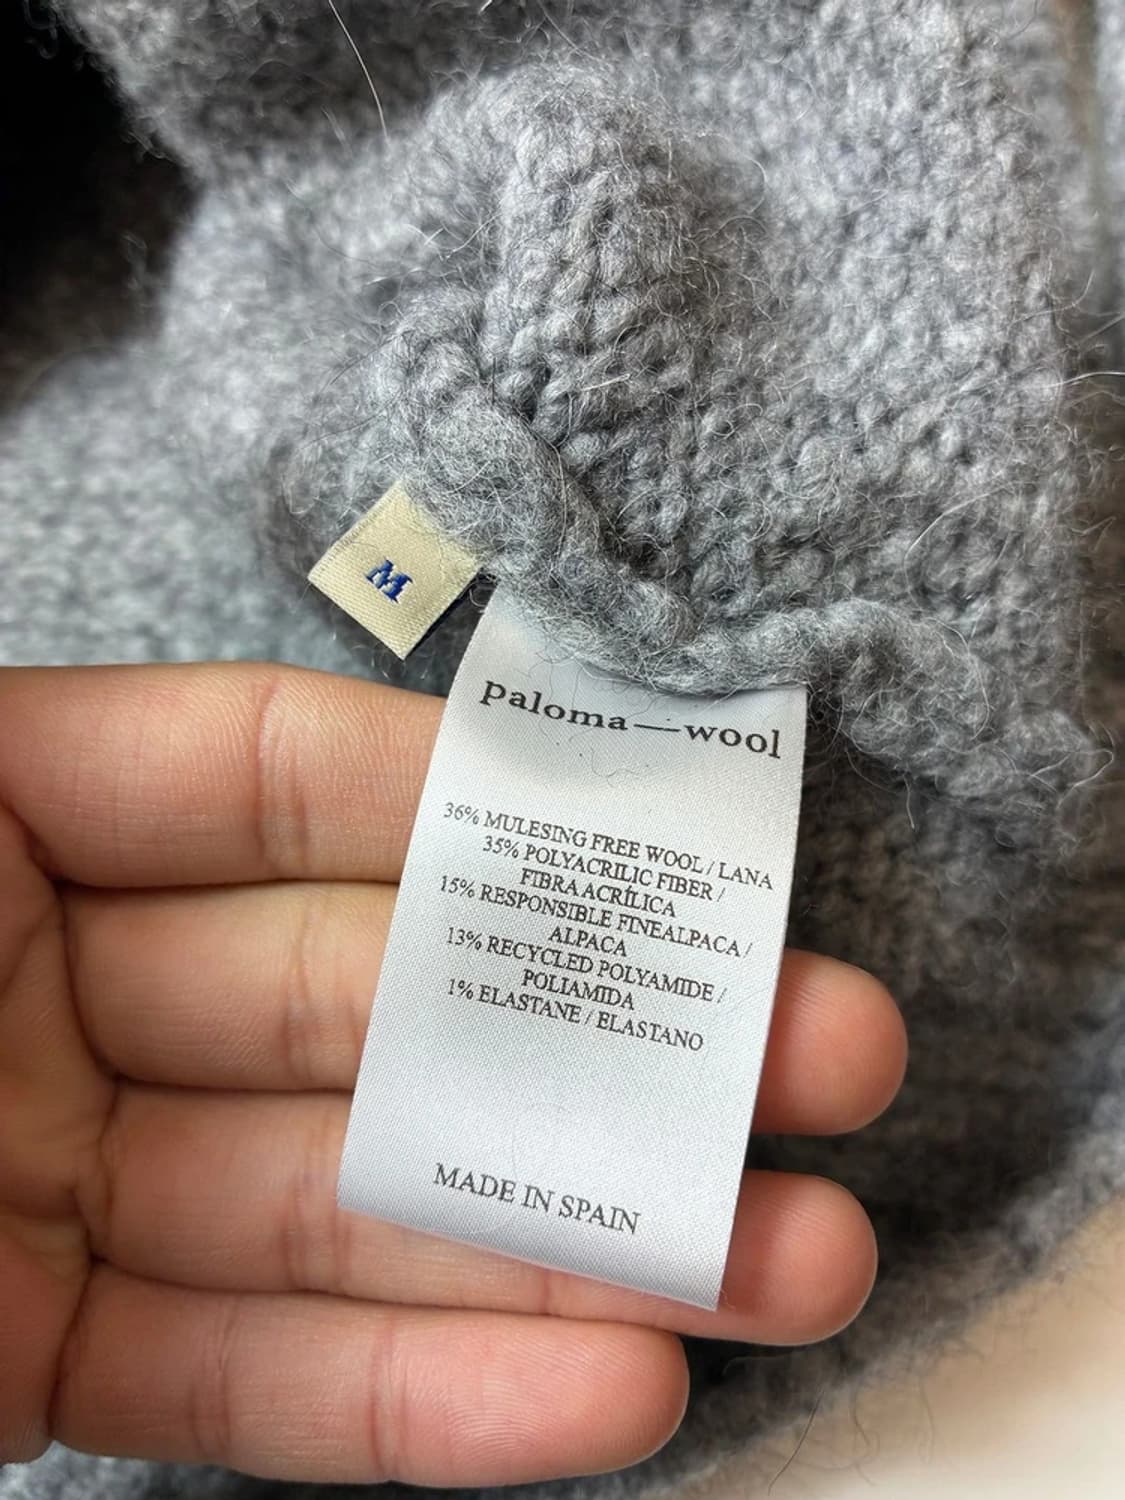 M
paloma—wool
36% MULESING FREE WOOL / LANA
35% POLYACRILIC FIBER /
FIBRA ACRÍLICA
15% RESPONSIBLE FINEALPACA /
ALPACA
13% RECYCLED POLYAMIDE /
POLIAMIDA
1% ELASTANE / ELASTANO
MADE IN SPAIN